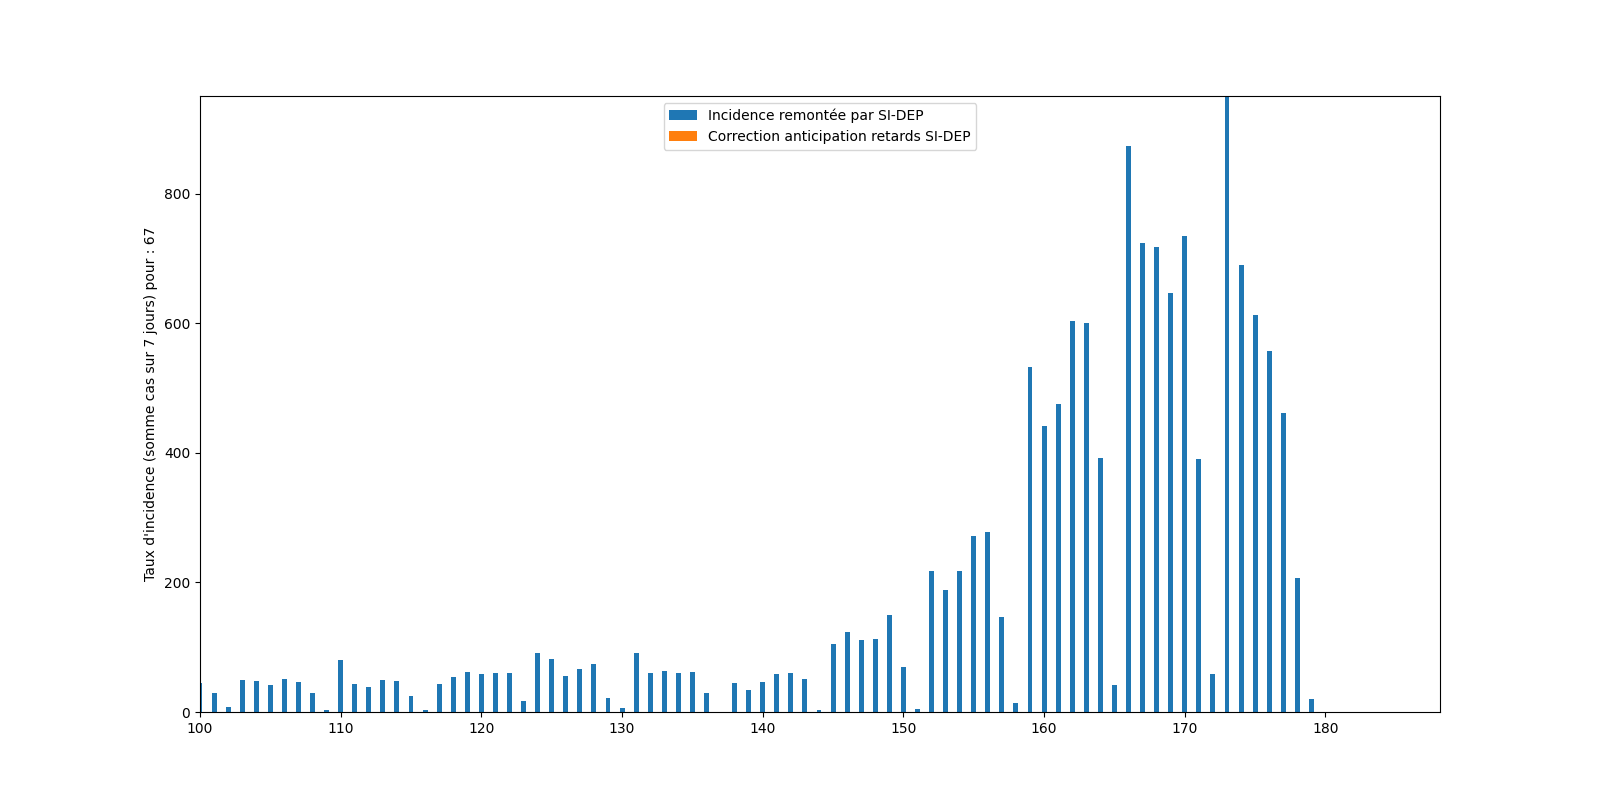 Incidence remontée par SI-DEP
Correction anticipation retards SI-DEP
Taux d'incidence (somme cas sur 7 jours) pour : 67
800
600
400
200
0
100 110 120 130 140 150 160 170 180